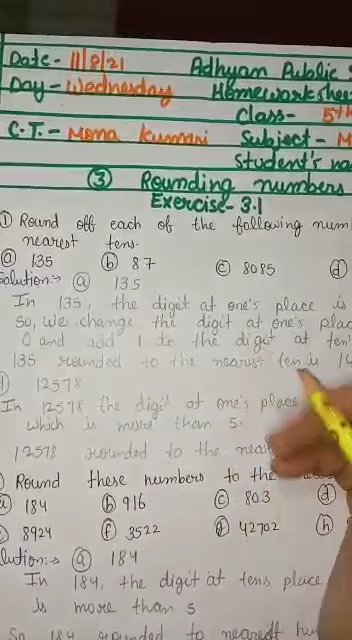 Date- 11/8/21 Adhyan Public
Day- Wednesday Homeworksheet
Class- 5th
C.T.- Mona Kumari Subject- M
Student's na
③ Rounding numbers
Exercise-3.1
① Round off each of the following num
nearest tens.
ⓐ 135 ⓑ 87 ⓒ 8085 ⓓ
Solution:→ ⓐ 135
In 135, the digit at one's place is
So, we change the digit at one's plac
0 and add 1 to the digit at ten'
135 rounded to the nearest ten is 14
12578
In 12578 the digit at one's place
which is more than 5.
12578 rounded to the near
Round these numbers to the
184 ⓑ 916 ⓒ 803 ⓓ
8924 ⓕ 3522 42702 ⓗ
lution:→ ⓐ 184
In 184, the digit at tens place
is more than 5
So 184 rounded to nearest hu